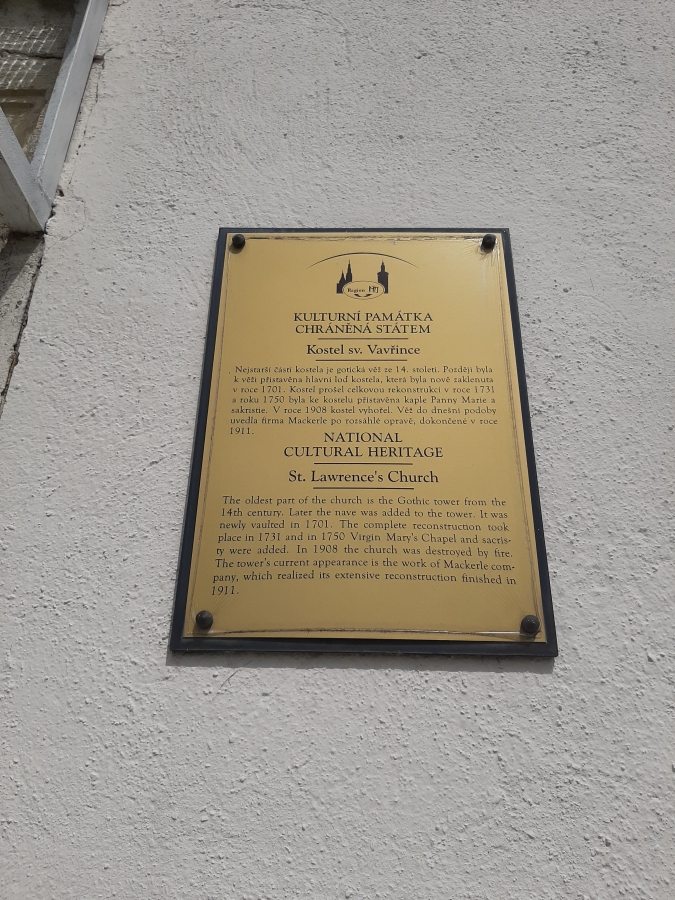 Region
KULTURNÍ PAMÁTKA
CHRÁNĚNÁ STÁTEM
Kostel sv. Vavřince
Nejstarší částí kostela je gotická věž ze 14. století. Později byla
k věži přistavěna hlavní loď kostela, která byla nově zaklenuta
v roce 1701. Kostel prošel celkovou rekonstrukcí v roce 1731
a roku 1750 byla ke kostelu přistavěna kaple Panny Marie a
sakristie. V roce 1908 kostel vyhořel. Věž do dnešní podoby
uvedla firma Mackerle po rozsáhlé opravě, dokončené v roce
1911.
NATIONAL
CULTURAL HERITAGE
St. Lawrence's Church
The oldest part of the church is the Gothic tower from the
14th century. Later the nave was added to the tower. It was
newly vaulted in 1701. The complete reconstruction took
place in 1731 and in 1750 Virgin Mary's Chapel and sacris-
ty were added. In 1908 the church was destroyed by fire.
The tower's current appearance is the work of Mackerle com-
pany, which realized its extensive reconstruction finished in
1911.